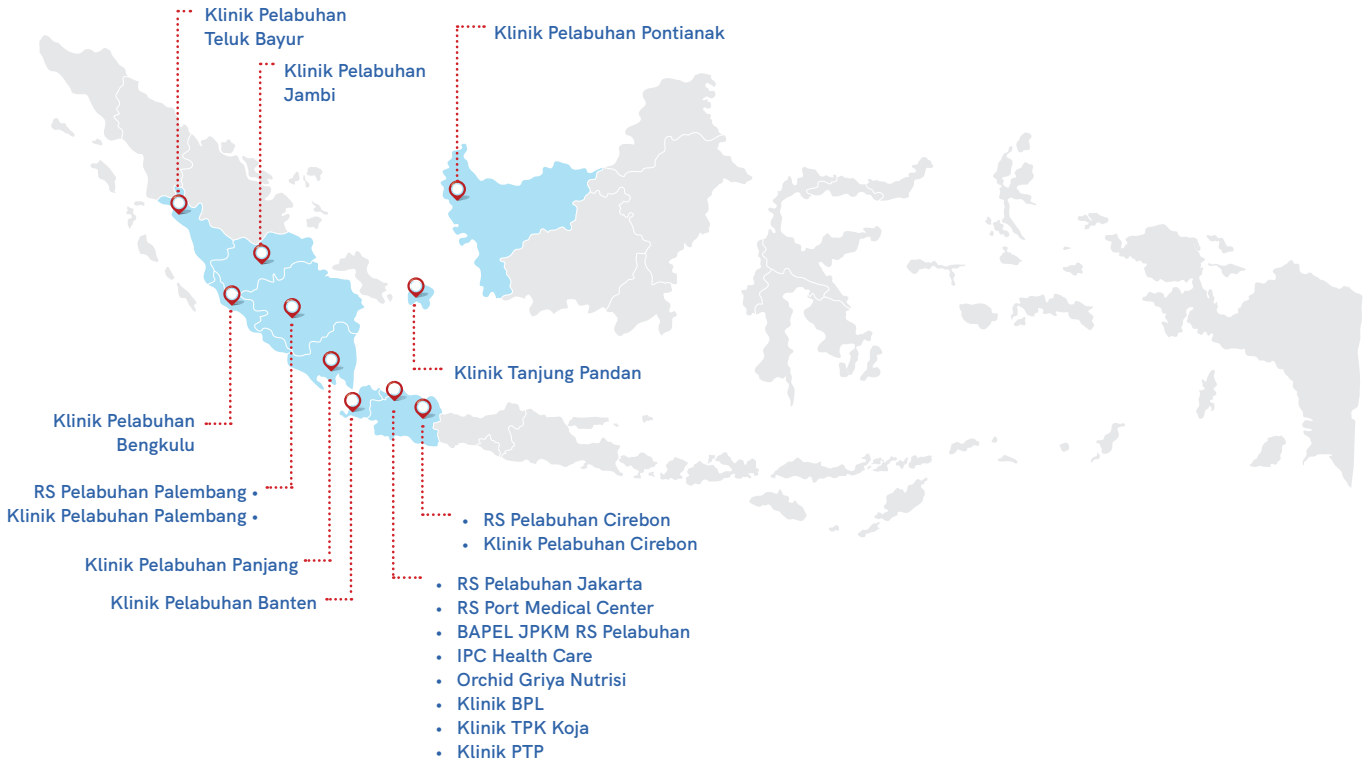 Klinik Pelabuhan
Teluk Bayur
Klinik Pelabuhan Pontianak
Klinik Pelabuhan
Jambi
Klinik Tanjung Pandan
Klinik Pelabuhan
Bengkulu
RS Pelabuhan Palembang •
Klinik Pelabuhan Palembang •
• RS Pelabuhan Cirebon
• Klinik Pelabuhan Cirebon
Klinik Pelabuhan Panjang
Klinik Pelabuhan Banten
• RS Pelabuhan Jakarta
• RS Port Medical Center
• BAPEL JPKM RS Pelabuhan
• IPC Health Care
• Orchid Griya Nutrisi
• Klinik BPL
• Klinik TPK Koja
• Klinik PTP